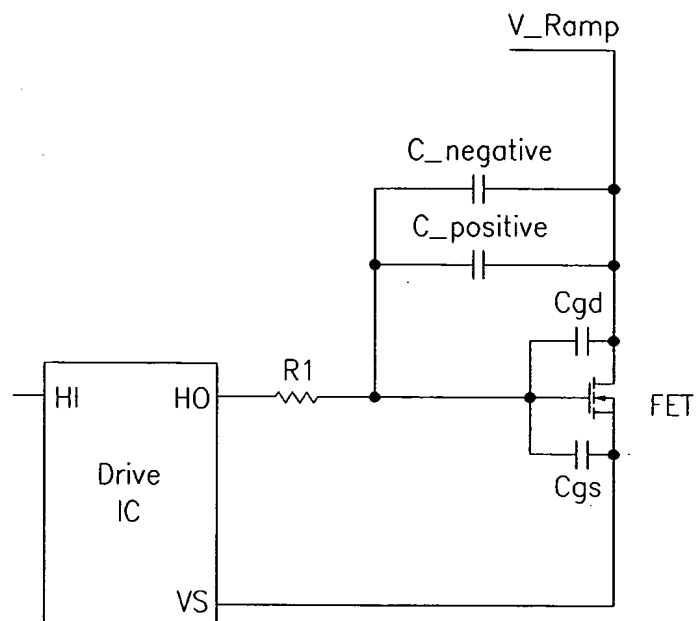 V_Ramp
C_negative
C_positive
Cgd
R1
HI
HO
FET
Drive
IC
Cgs
VS